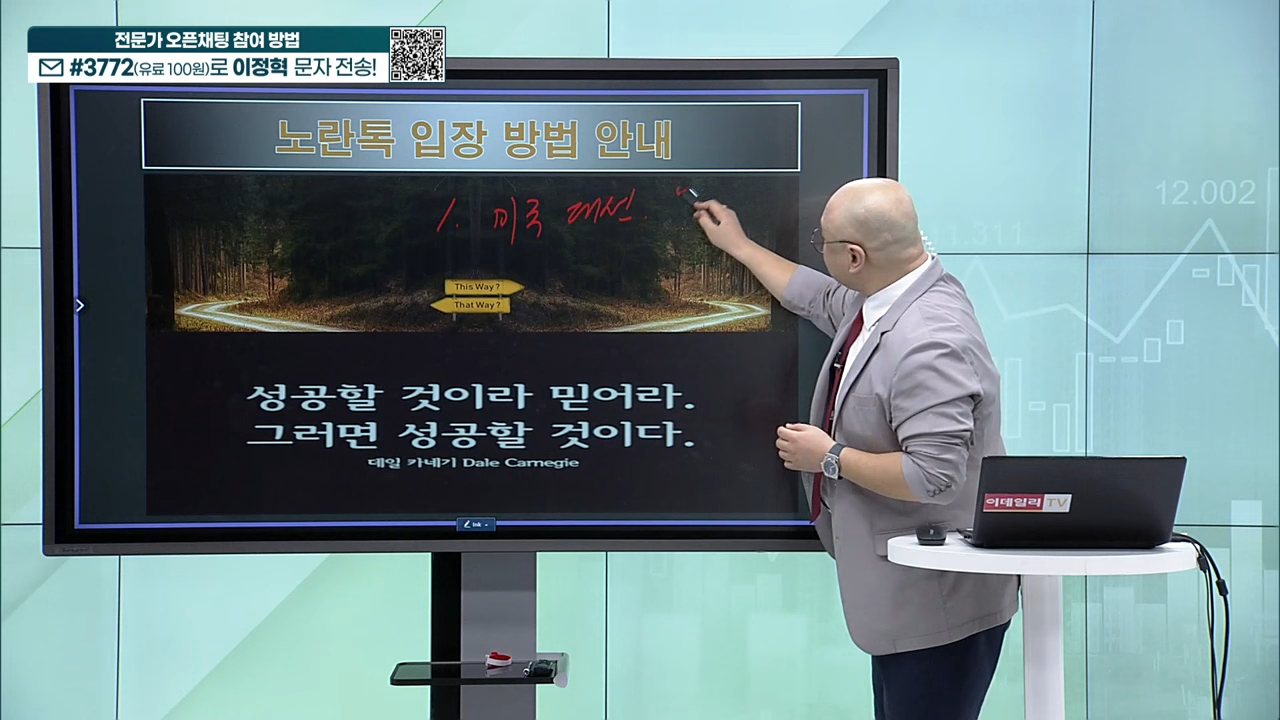 전문가 오픈채팅 참여 방법
#3772(유료 100원)로 이정혁 문자 전송!
노란톡 입장 방법 안내
1. 미국 대선.
This Way ?
That Way ?
성공할 것이라 믿어라.
그러면 성공할 것이다.
데일 카네기 Dale Carnegie
Ink
이데일리 TV
12.002